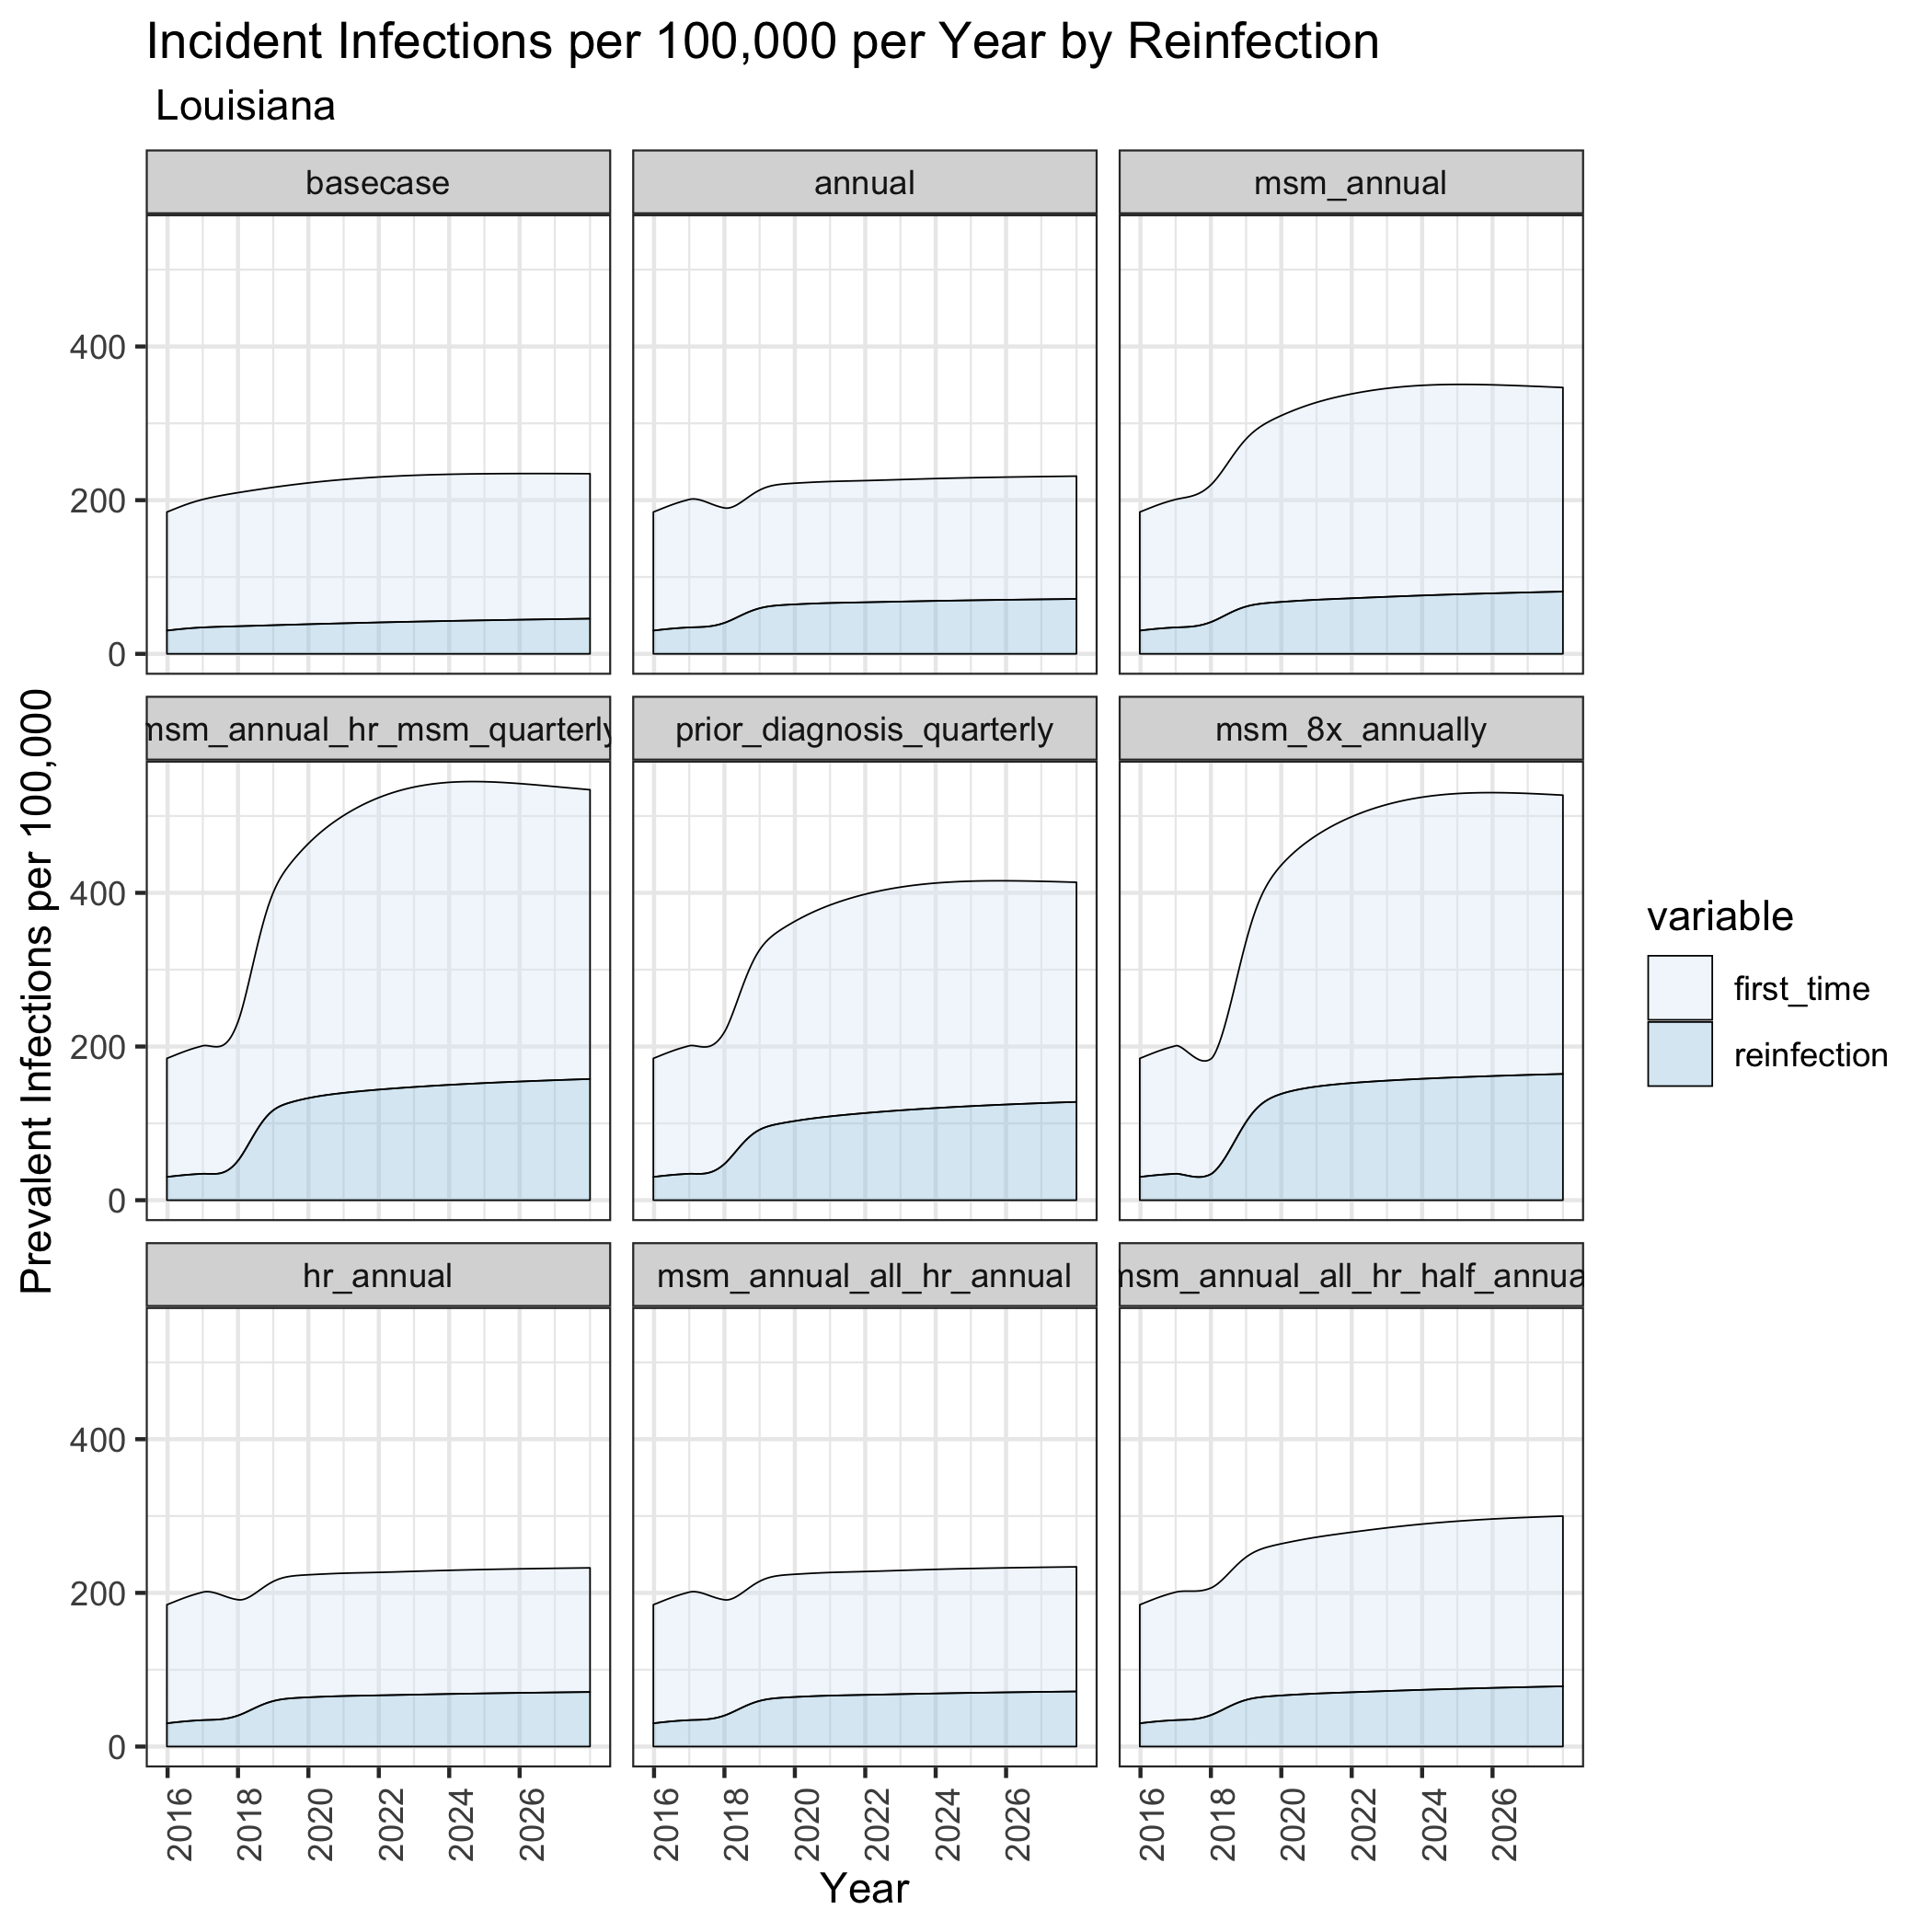 Incident Infections per 100,000 per Year by Reinfection
Louisiana
basecase
annual
msm_annual
400
200
0
msm_annual_hr_msm_quarterly
prior_diagnosis_quarterly
msm_8x_annually
400
200
0
hr_annual
msm_annual_all_hr_annual
msm_annual_all_hr_half_annua
400
200
0
2016 2018 2020 2022 2024 2026
2016 2018 2020 2022 2024 2026
2016 2018 2020 2022 2024 2026
Year
Prevalent Infections per 100,000
variable
first_time
reinfection